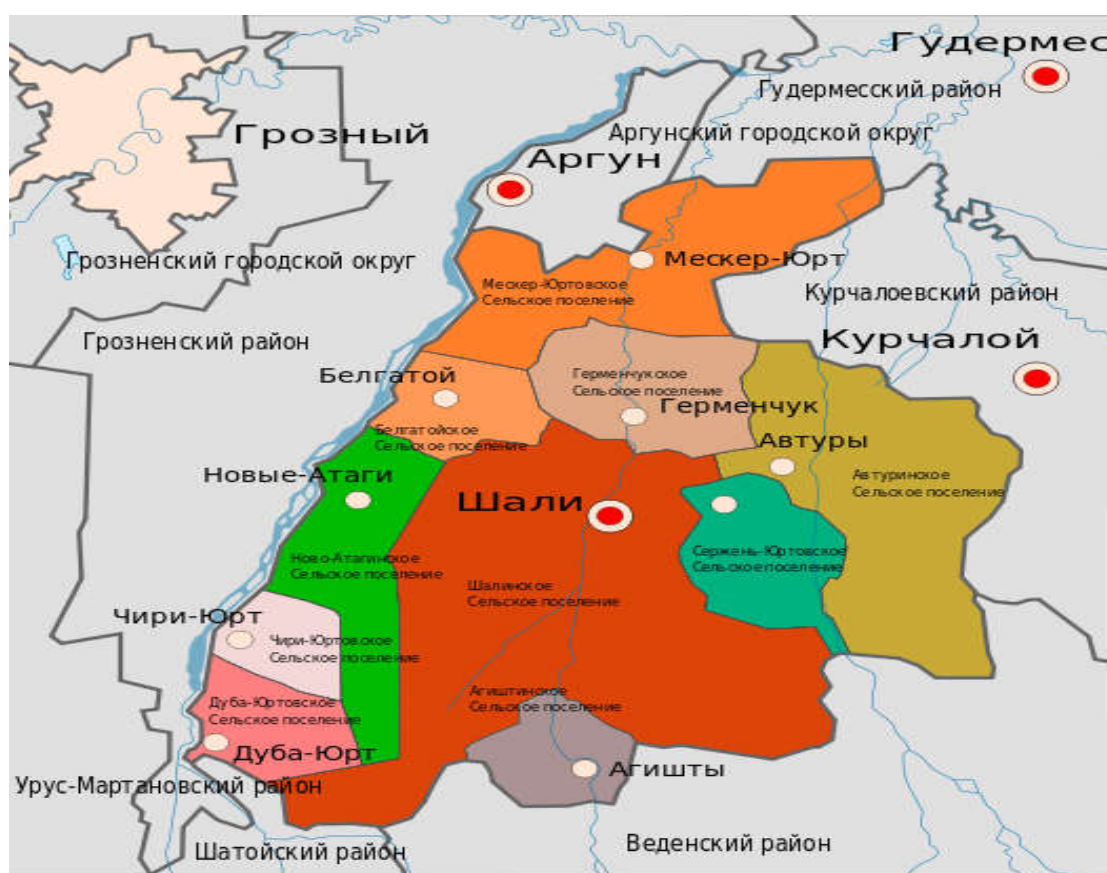 Гудермес
Гудермесский район
Грозный
Аргунский городской округ
Аргун
Грозненский городской округ
Мескер-Юрт
Мескер-Юртовское
Сельское поселение
Курчалоевский район
Грозненский район
Курчалой
Белгатой
Герменчукское
Сельское поселение
Герменчук
Белгатойское
Сельское поселение
Автуры
Новые-Атаги
Автуринское
Сельское поселение
Шали
Сержень-Юртовское
Сельское поселение
Ново-Атагинское
Сельское поселение
Шалинское
Сельское поселение
Чири-Юрт
Чири-Юртовское
Сельское поселение
Агиштинское
Сельское поселение
Дуба-Юртовское
Сельское поселение
Дуба-Юрт
Агишты
Урус-Мартановский район
Веденский район
Шатойский район